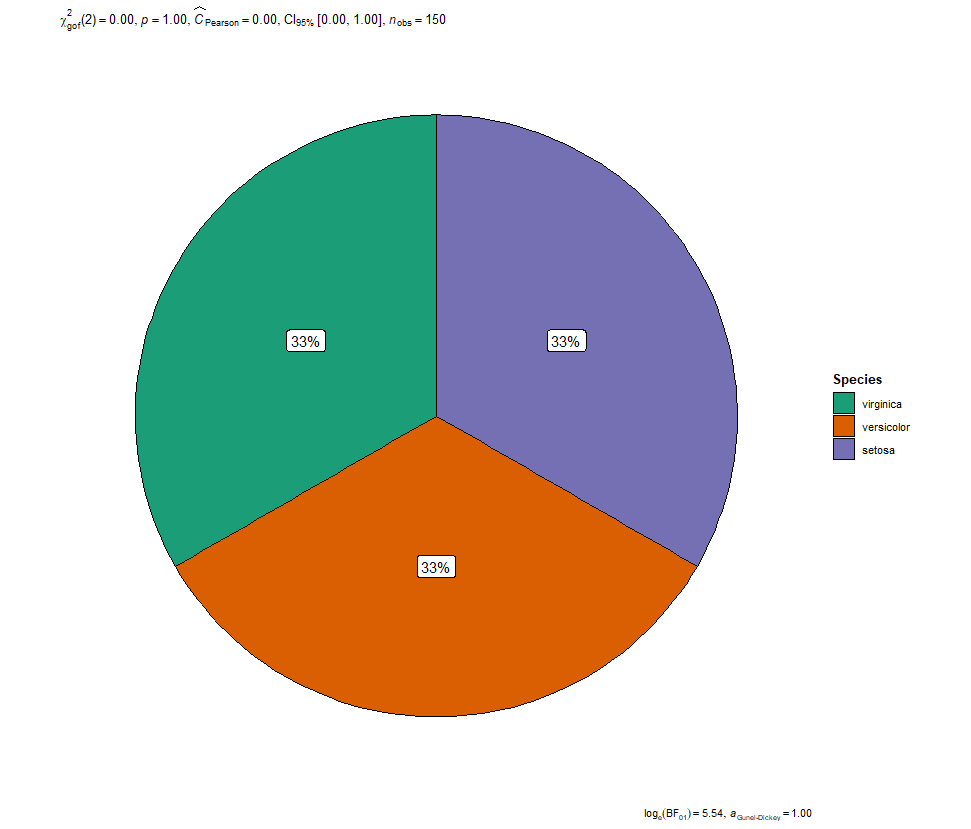 χ²gof(2) = 0.00, p = 1.00, ĈPearson = 0.00, CI95% [0.00, 1.00], nobs = 150
33%
33%
33%
Species
virginica
versicolor
setosa
loge(BF01) = 5.54, aGunel-Dickey = 1.00